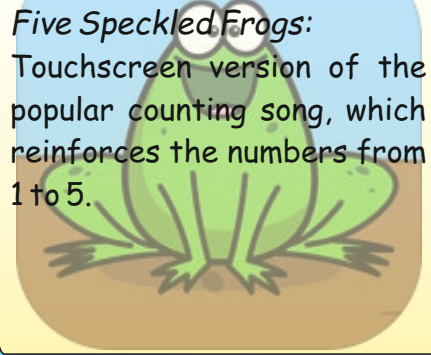 Five Speckled Frogs:
Touchscreen version of the
popular counting song, which
reinforces the numbers from
1 to 5.